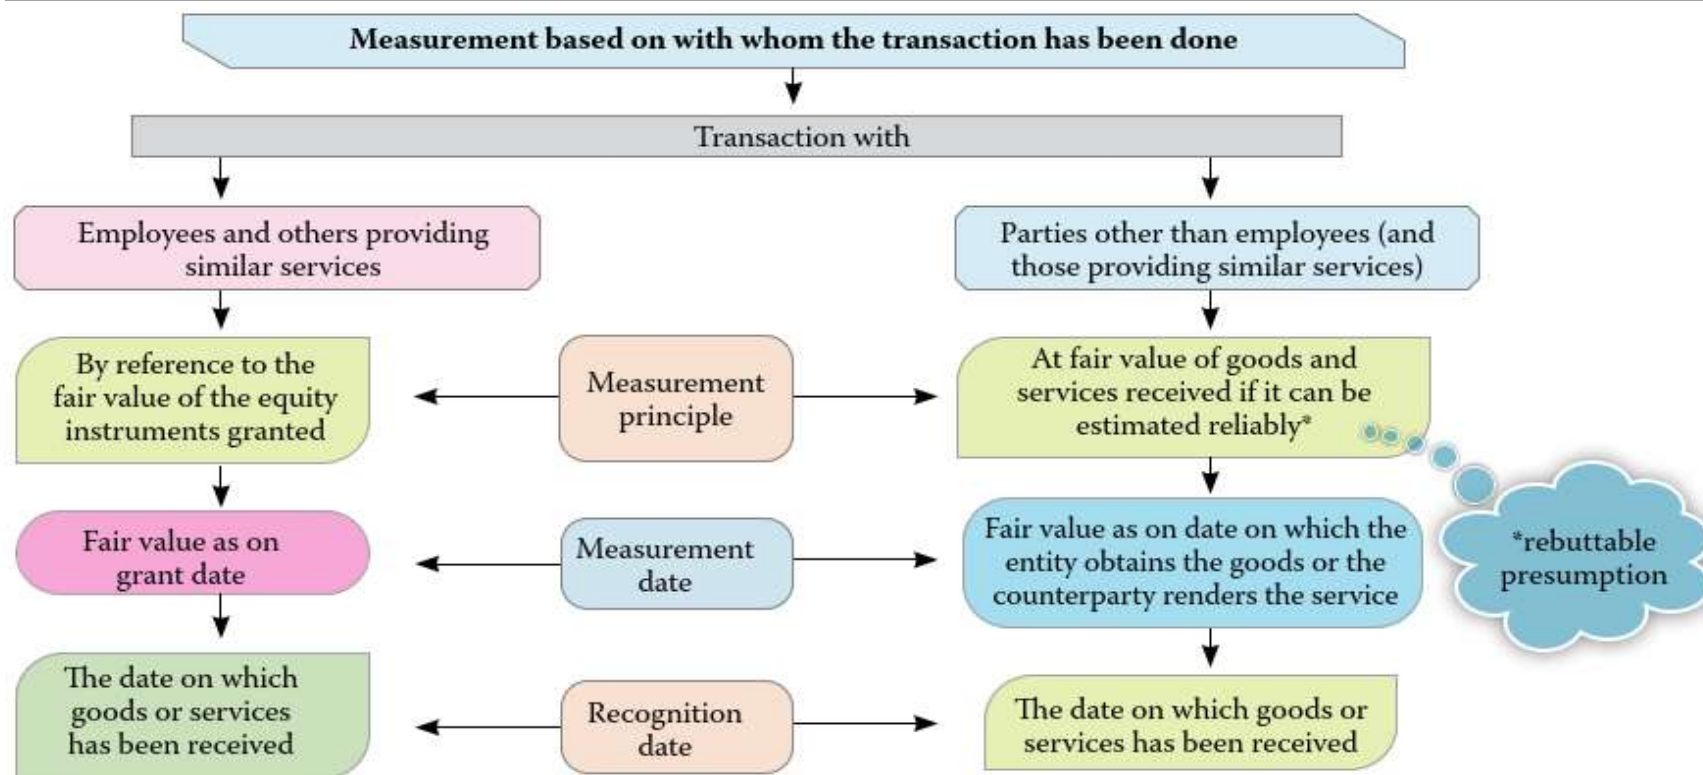 Measurement based on with whom the transaction has been done
Transaction with
Employees and others providing
similar services
Parties other than employees (and
those providing similar services)
By reference to the
fair value of the equity
instruments granted
Measurement
principle
At fair value of goods and
services received if it can be
estimated reliably*
Fair value as on
grant date
Measurement
date
Fair value as on date on which the
entity obtains the goods or the
counterparty renders the service
*rebuttable
presumption
The date on which
goods or services
has been received
Recognition
date
The date on which goods or
services has been received